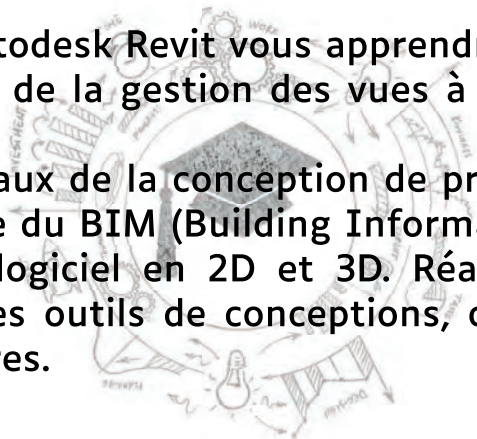 todesk Revit vous apprendr
de la gestion des vues à
aux de la conception de pr
e du BIM (Building Informa
logiciel en 2D et 3D. Réa
es outils de conceptions, c
res.